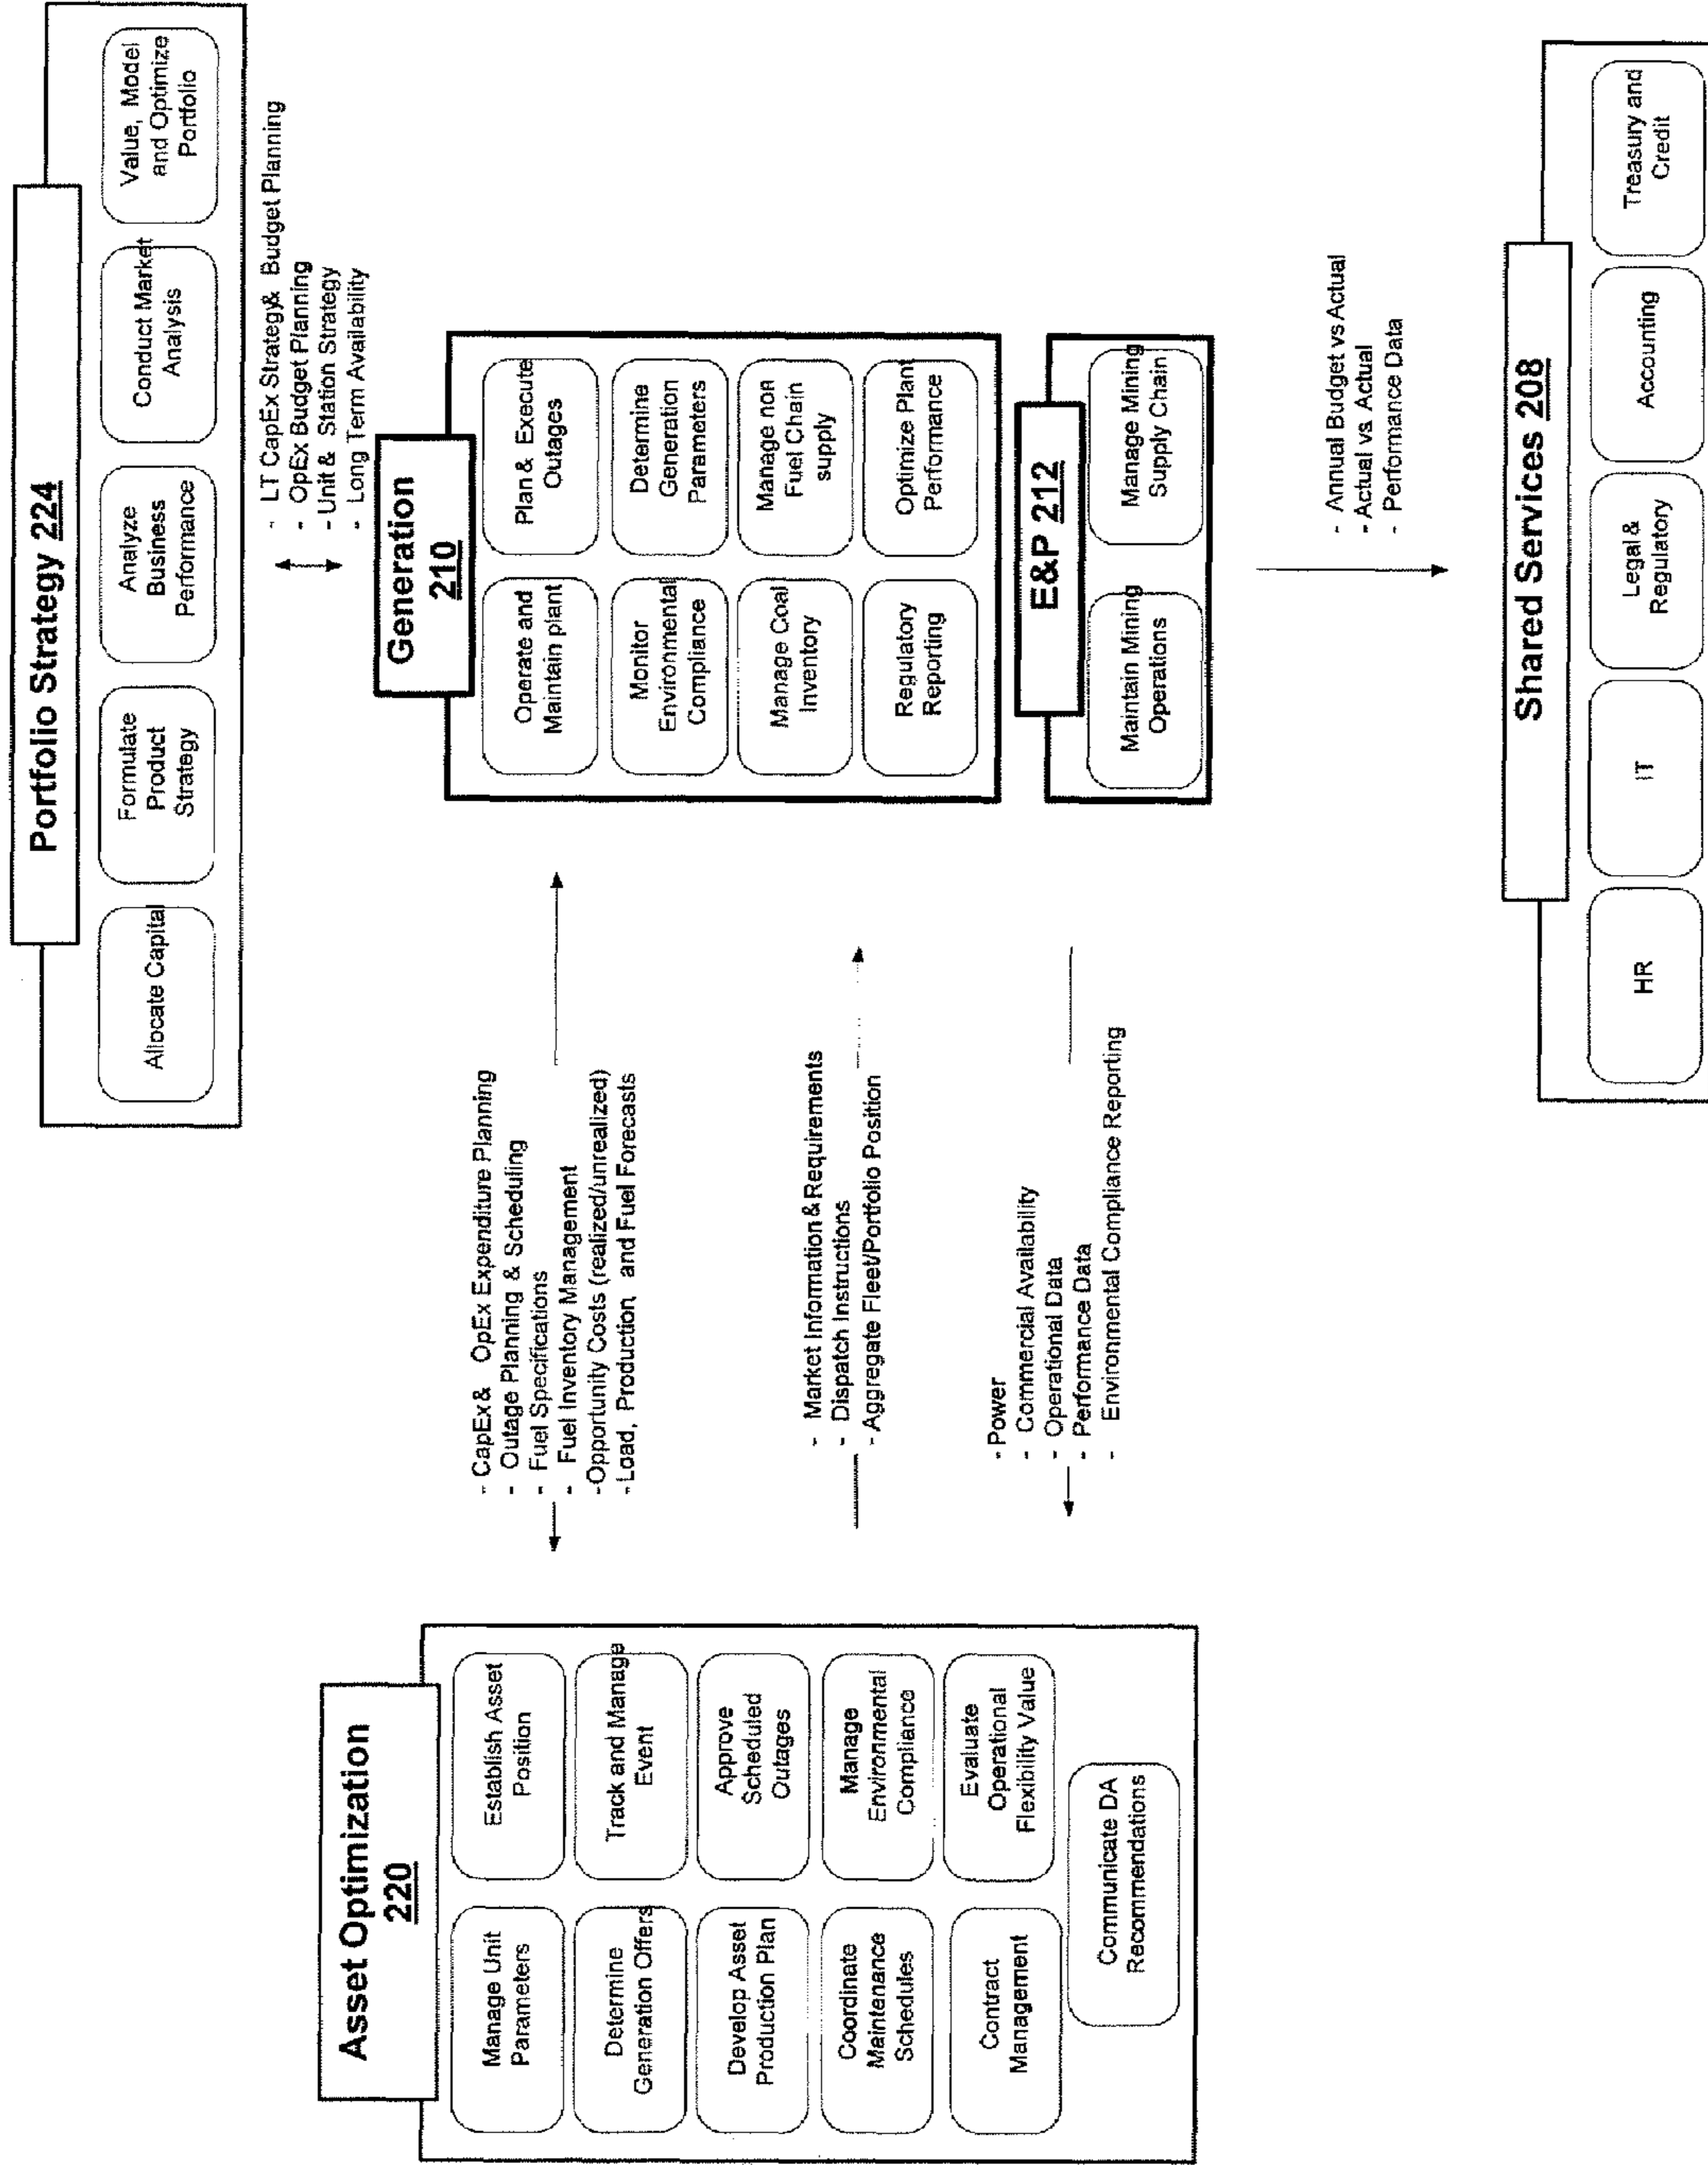 Portfolio Strategy 224
Allocate Capital
Formulate
Product
Strategy
Analyze
Business
Performance
Conduct Market
Analysis
Value, Model
and Optimize
Portfolio
- LT CapEx Strategy& Budget Planning
- OpEx Budget Planning
- Unit & Station Strategy
- Long Term Availability
Asset Optimization
220
Manage Unit
Parameters
Establish Asset
Position
Determine
Generation Offers
Track and Manage
Event
Develop Asset
Production Plan
Approve
Scheduled
Outages
Coordinate
Maintenance
Schedules
Manage
Environmental
Compliance
Contract
Management
Evaluate
Operational
Flexibility Value
Communicate DA
Recommendations
- CapEx & OpEx Expenditure Planning
- Outage Planning & Scheduling
- Fuel Specifications
- Fuel Inventory Management
-Opportunity Costs (realized/unrealized)
-Load, Production, and Fuel Forecasts
- Market Information & Requirements
- Dispatch Instructions
- Aggregate Fleet/Portfolio Position
- Power
- Commercial Availability
- Operational Data
- Performance Data
- Environmental Compliance Reporting
Generation
210
Operate and
Maintain plant
Plan & Execute
Outages
Monitor
Environmental
Compliance
Determine
Generation
Parameters
Manage Coal
Inventory
Manage non
Fuel Chain
supply
Regulatory
Reporting
Optimize Plant
Performance
E&P 212
Maintain Mining
Operations
Manage Mining
Supply Chain
- Annual Budget vs Actual
- Actual vs Actual
- Performance Data
Shared Services 208
HR
IT
Legal &
Regulatory
Accounting
Treasury and
Credit